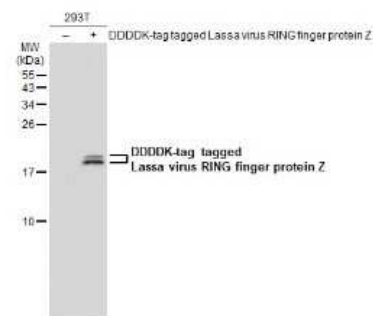 293T
– + DDDDK-tag tagged Lassa virus RING finger protein Z
MW
(kDa)
55
43
34
26
DDDDK-tag tagged
Lassa virus RING finger protein Z
17
10